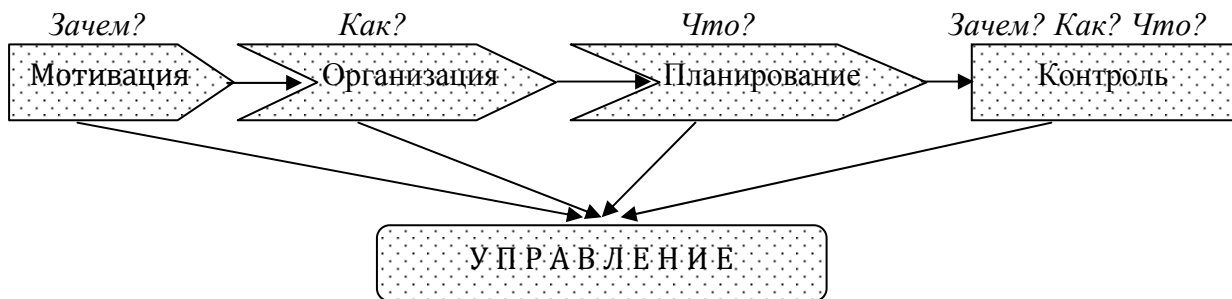 Зачем? Как? Что? Зачем? Как? Что?
Мотивация Организация Планирование Контроль
УПРАВЛЕНИЕ